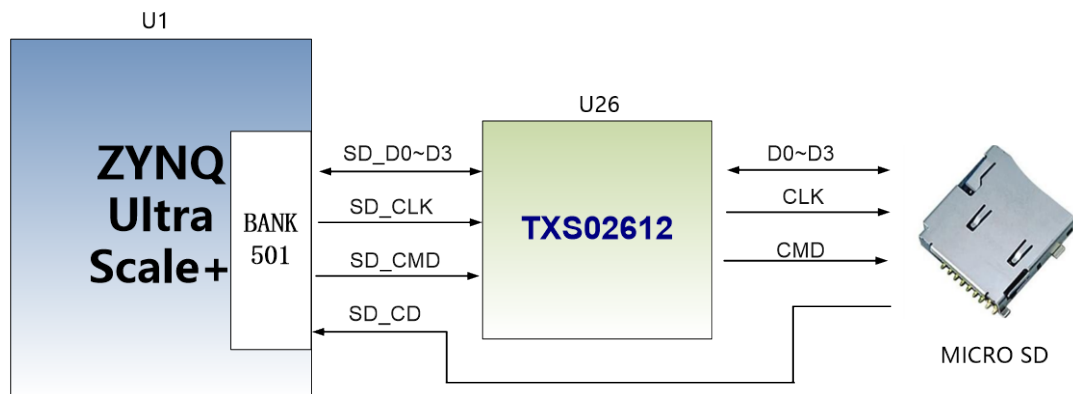 U1
ZYNQ
Ultra
Scale+
BANK
501
SD_D0~D3
SD_CLK
SD_CMD
SD_CD
U26
TXS02612
D0~D3
CLK
CMD
MICRO SD